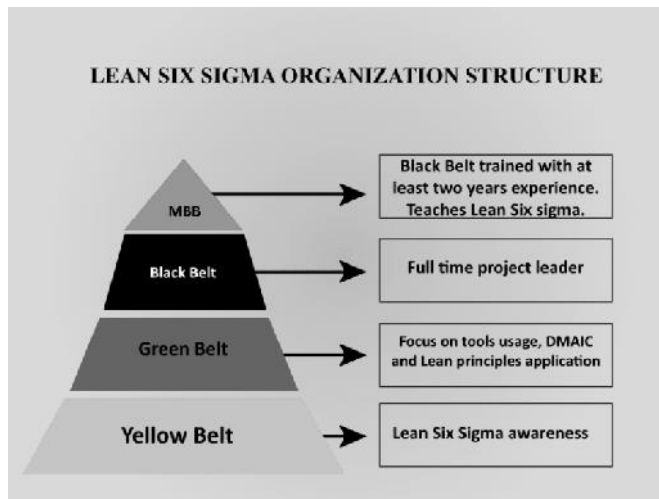 LEAN SIX SIGMA ORGANIZATION STRUCTURE
MBB
Black Belt trained with at
least two years experience.
Teaches Lean Six sigma.
Black Belt
Full time project leader
Green Belt
Focus on tools usage, DMAIC
and Lean principles application
Yellow Belt
Lean Six Sigma awareness